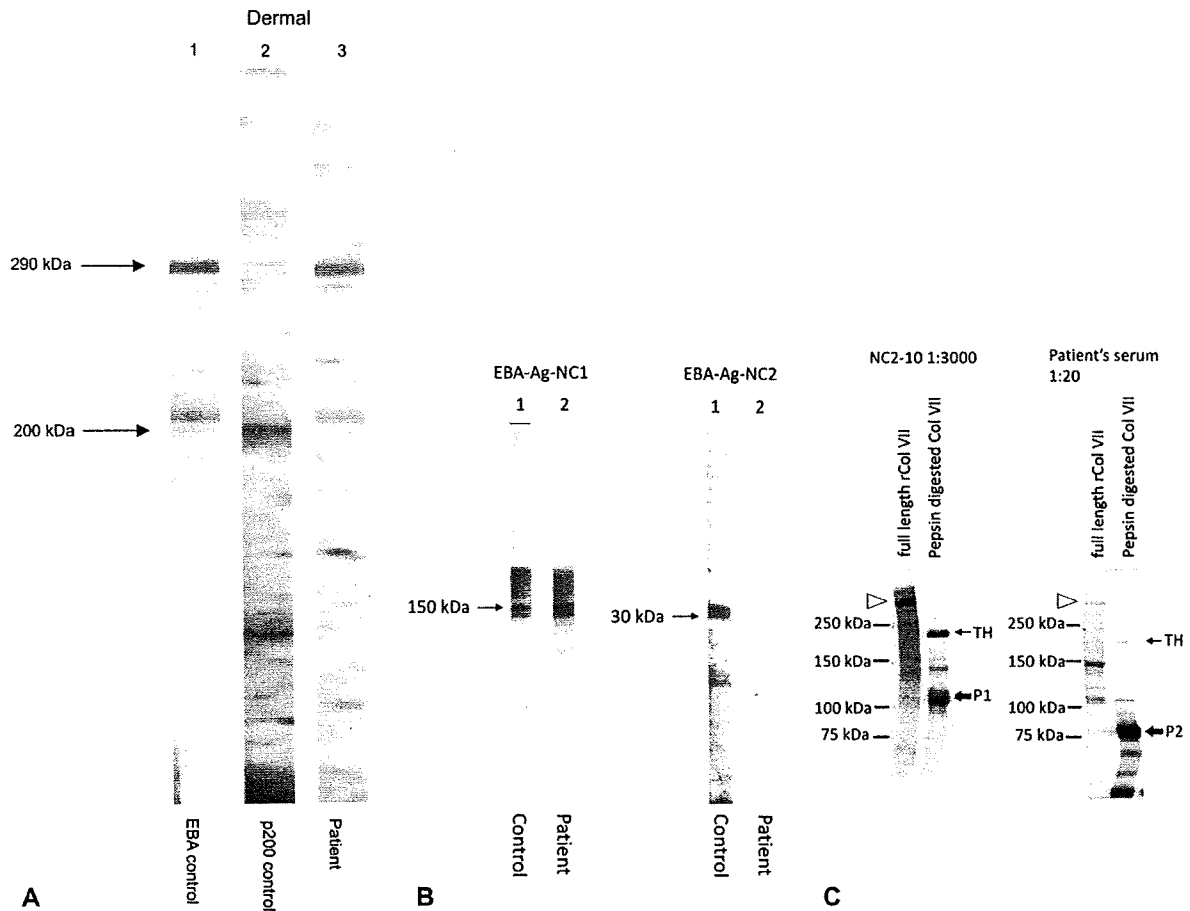 Dermal
1 2 3
290 kDa
200 kDa
EBA control
p200 control
Patient
A
EBA-Ag-NC1
1 2
150 kDa
Control
Patient
EBA-Ag-NC2
1 2
30 kDa
Control
Patient
B
NC2-10 1:3000
full length rCol VII
Pepsin digested Col VII
250 kDa
150 kDa
100 kDa
75 kDa
TH
P1
Patient's serum
1:20
full length rCol VII
Pepsin digested Col VII
250 kDa
150 kDa
100 kDa
75 kDa
TH
P2
C